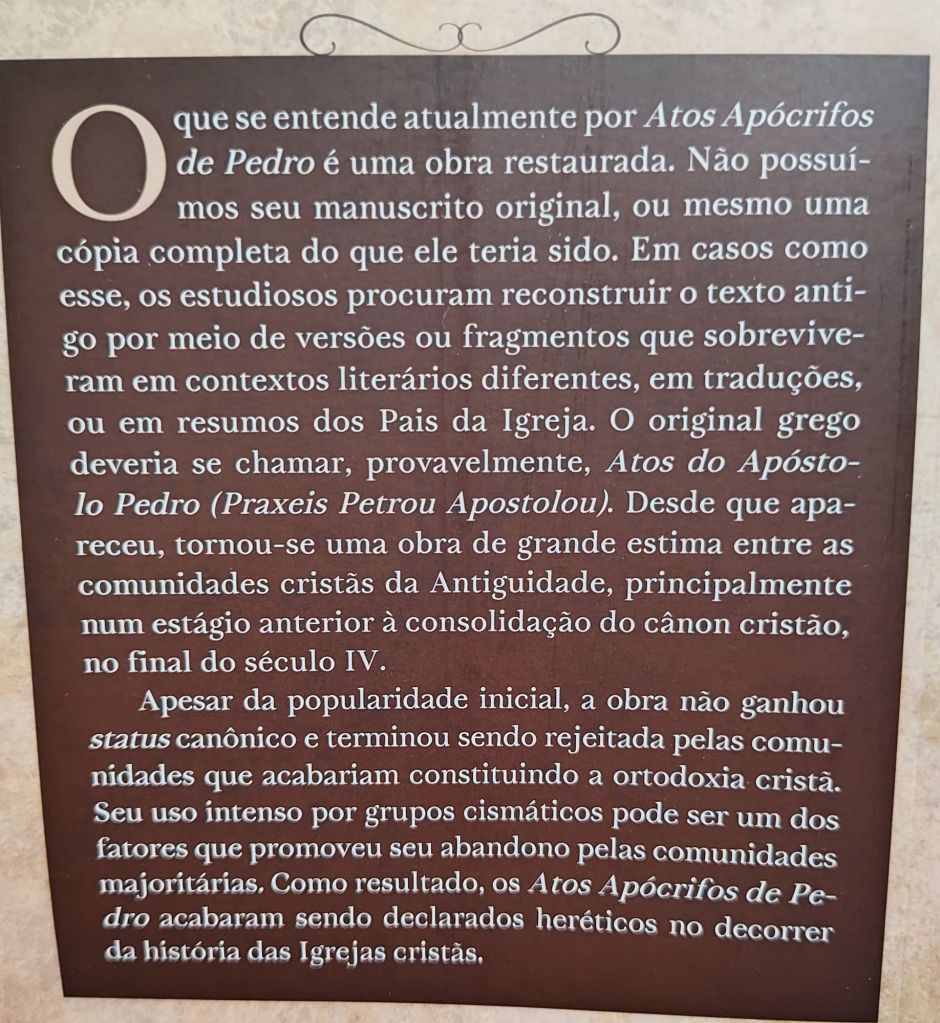 O que se entende atualmente por Atos Apócrifos
de Pedro é uma obra restaurada. Não possuí-
mos seu manuscrito original, ou mesmo uma
cópia completa do que ele teria sido. Em casos como
esse, os estudiosos procuram reconstruir o texto anti-
go por meio de versões ou fragmentos que sobrevive-
ram em contextos literários diferentes, em traduções,
ou em resumos dos Pais da Igreja. O original grego
deveria se chamar, provavelmente, Atos do Apósto-
lo Pedro (Praxeis Petrou Apostolou). Desde que apa-
receu, tornou-se uma obra de grande estima entre as
comunidades cristãs da Antiguidade, principalmente
num estágio anterior à consolidação do cânon cristão,
no final do século IV.
Apesar da popularidade inicial, a obra não ganhou
status canônico e terminou sendo rejeitada pelas comu-
nidades que acabariam constituindo a ortodoxia cristã.
Seu uso intenso por grupos cismáticos pode ser um dos
fatores que promoveu seu abandono pelas comunidades
majoritárias. Como resultado, os Atos Apócrifos de Pe-
dro acabaram sendo declarados heréticos no decorrer
da história das Igrejas cristãs.